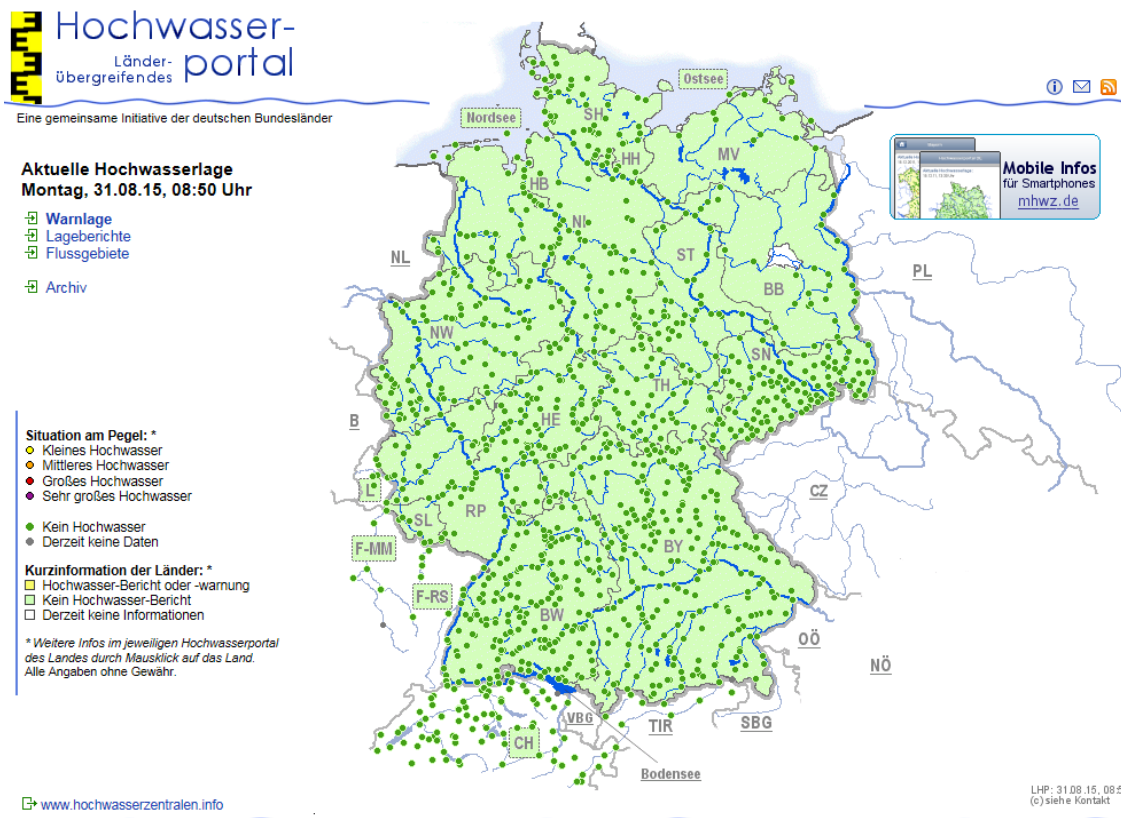 Hochwasser-
Länder-
übergreifendes portal
Eine gemeinsame Initiative der deutschen Bundesländer
Aktuelle Hochwasserlage
Montag, 31.08.15, 08:50 Uhr
Warnlage
Lageberichte
Flussgebiete
Archiv
Situation am Pegel: *
Kleines Hochwasser
Mittleres Hochwasser
Großes Hochwasser
Sehr großes Hochwasser
Kein Hochwasser
Derzeit keine Daten
Kurzinformation der Länder: *
Hochwasser-Bericht oder -warnung
Kein Hochwasser-Bericht
Derzeit keine Informationen
* Weitere Infos im jeweiligen Hochwasserportal
des Landes durch Mausklick auf das Land.
Alle Angaben ohne Gewähr.
www.hochwasserzentralen.info
Ostsee
Nordsee
SH
HH
MV
HB
NI
NL
ST
BB
PL
NW
SN
TH
B
HE
L
CZ
SL
RP
F-MM
BY
F-RS
BW
OÖ
NÖ
VBG
TIR
SBG
CH
Bodensee
Mobile Infos
für Smartphones
mhwz.de
LHP: 31.08.15, 08:
(c) siehe Kontakt